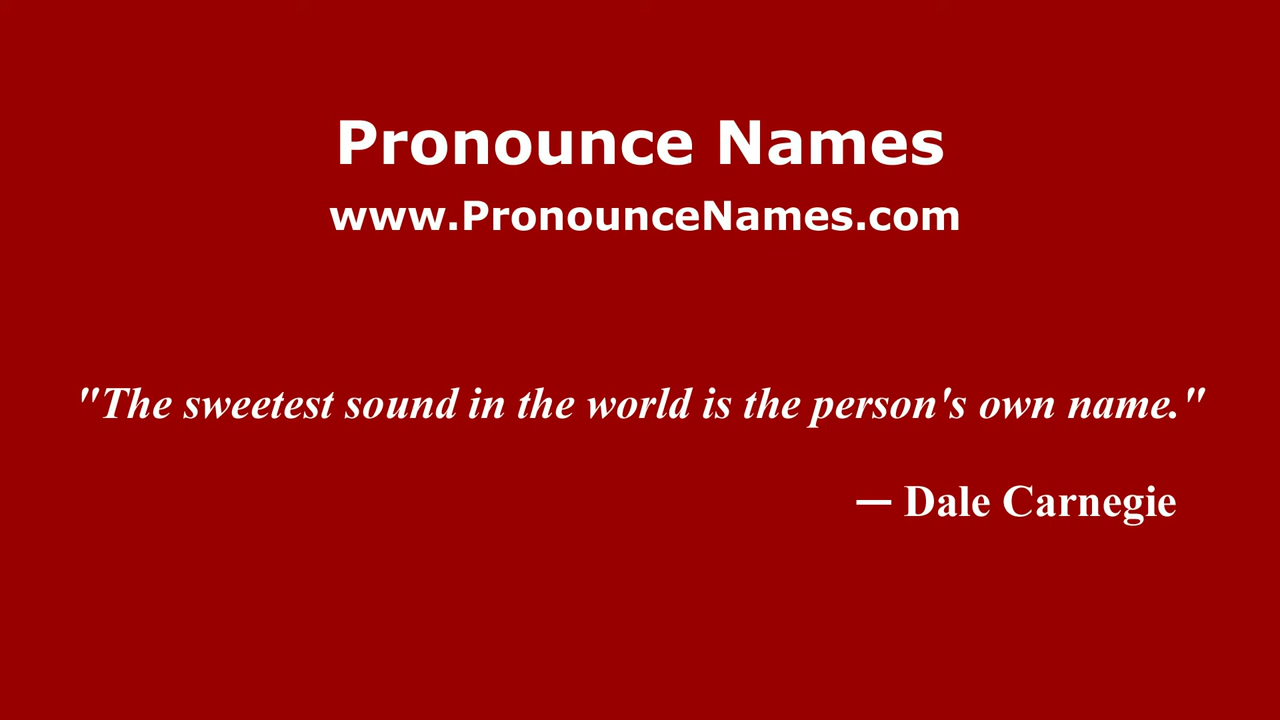 Pronounce Names
www.PronounceNames.com
"The sweetest sound in the world is the person's own name."
— Dale Carnegie